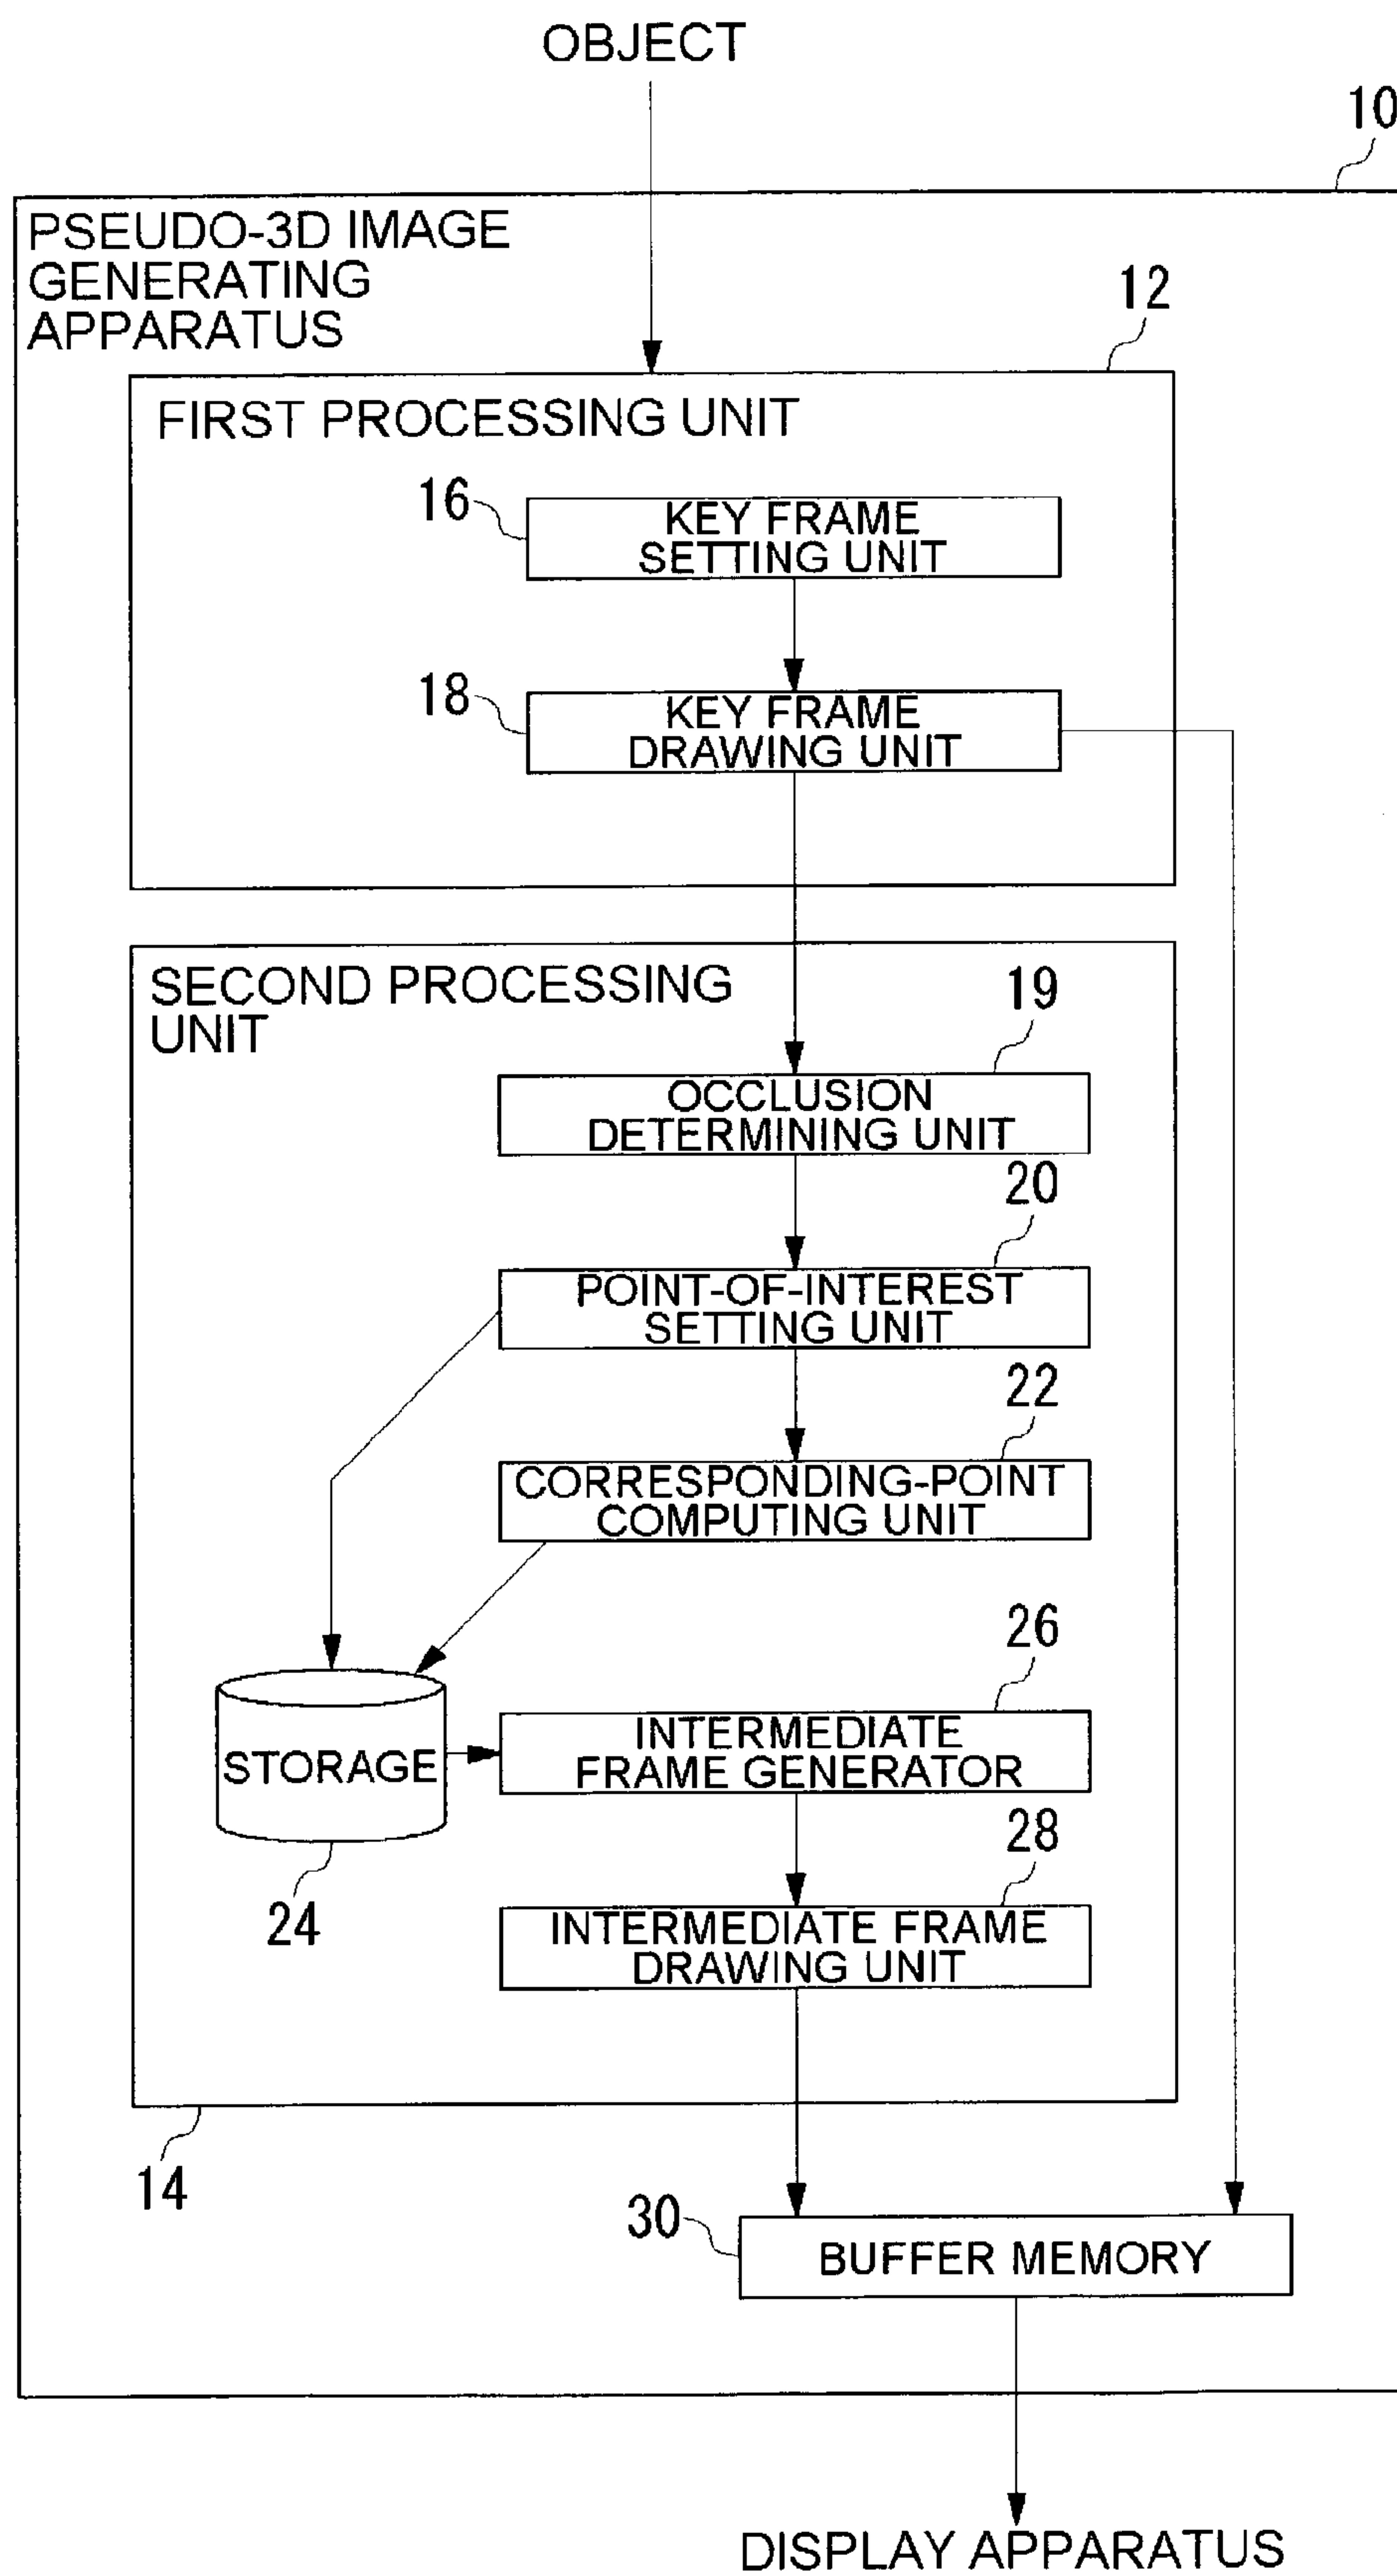 OBJECT
10
PSEUDO-3D IMAGE
GENERATING
APPARATUS
12
FIRST PROCESSING UNIT
16
KEY FRAME
SETTING UNIT
18
KEY FRAME
DRAWING UNIT
SECOND PROCESSING
UNIT
19
OCCLUSION
DETERMINING UNIT
20
POINT-OF-INTEREST
SETTING UNIT
22
CORRESPONDING-POINT
COMPUTING UNIT
26
INTERMEDIATE
FRAME GENERATOR
STORAGE
24
28
INTERMEDIATE FRAME
DRAWING UNIT
14
30
BUFFER MEMORY
DISPLAY APPARATUS